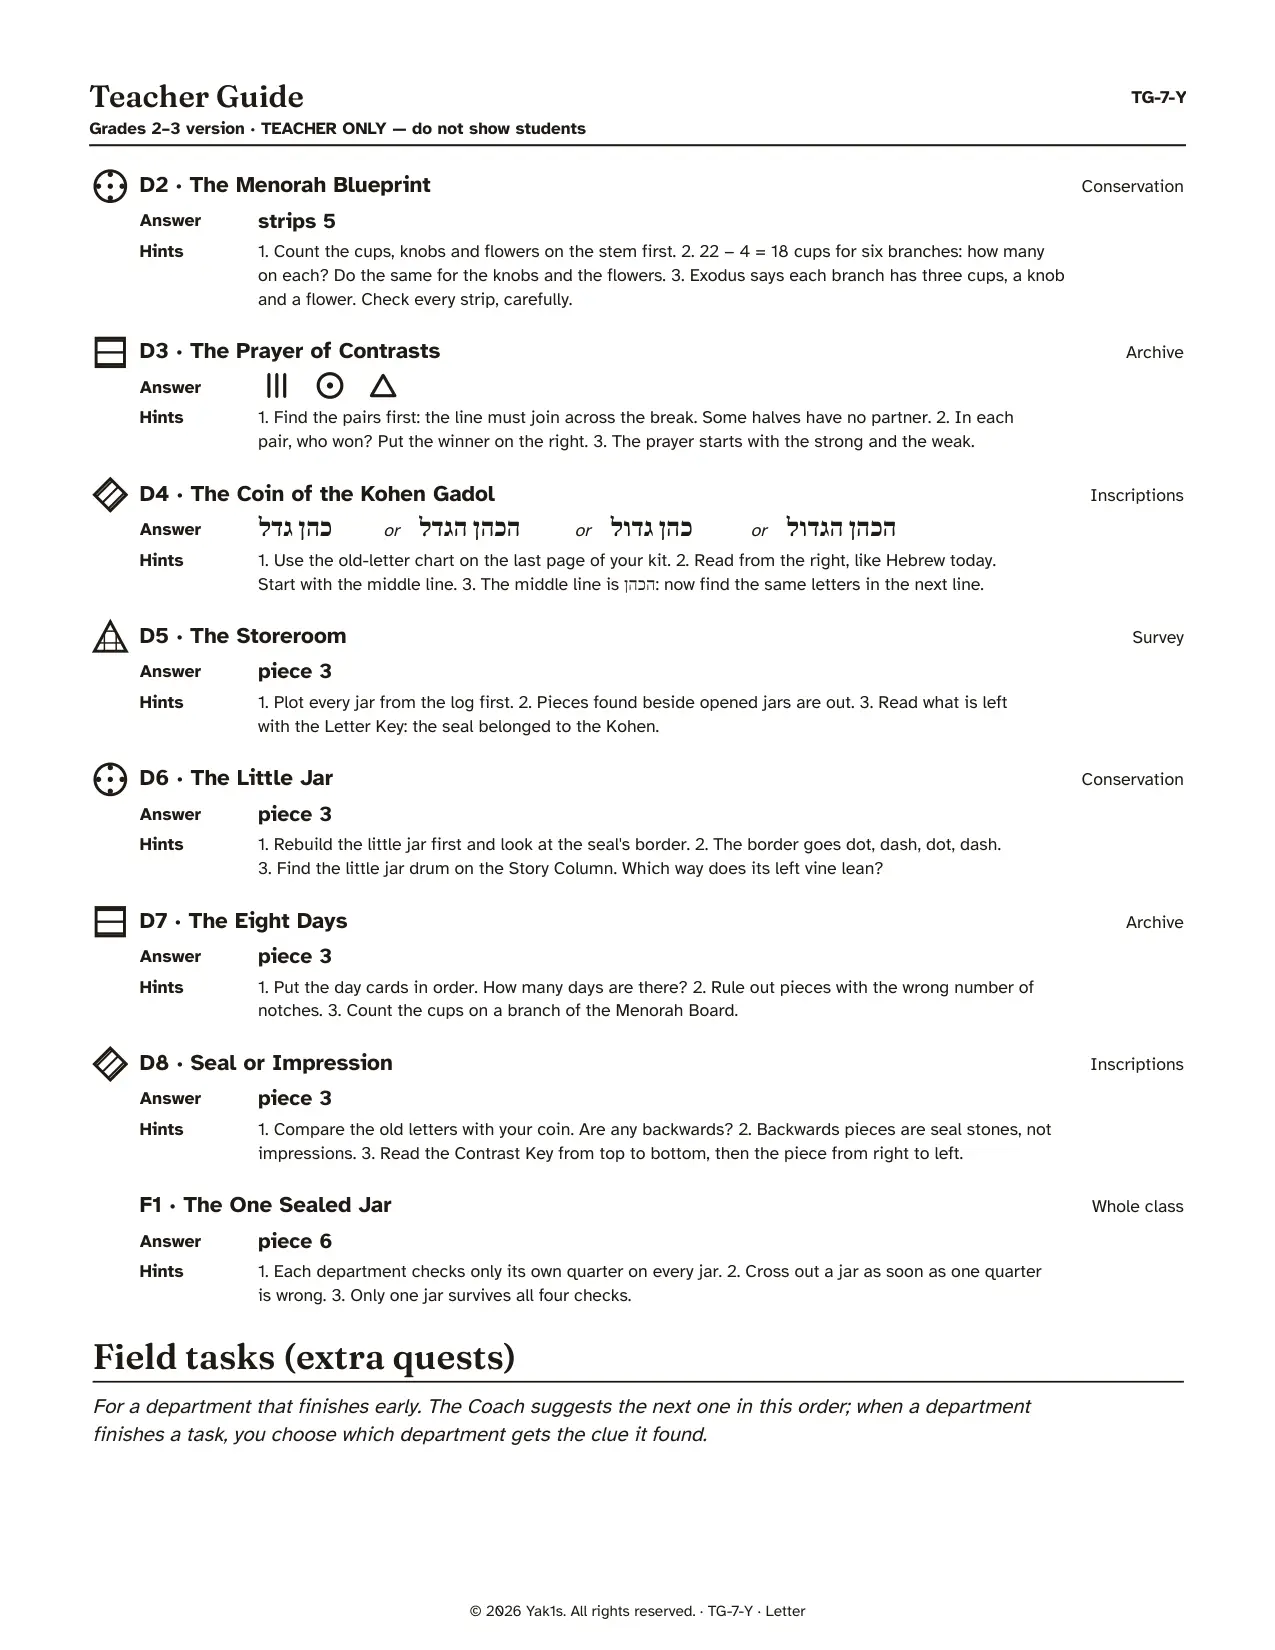 Teacher Guide
TG-7-Y
Grades 2–3 version · TEACHER ONLY — do not show students
D2 · The Menorah Blueprint
Conservation
Answer strips 5
Hints 1. Count the cups, knobs and flowers on the stem first. 2. 22 – 4 = 18 cups for six branches: how many
on each? Do the same for the knobs and the flowers. 3. Exodus says each branch has three cups, a knob
and a flower. Check every strip, carefully.
D3 · The Prayer of Contrasts
Archive
Answer
Hints 1. Find the pairs first: the line must join across the break. Some halves have no partner. 2. In each
pair, who won? Put the winner on the right. 3. The prayer starts with the strong and the weak.
D4 · The Coin of the Kohen Gadol
Inscriptions
Answer כהן גדל or הכהן הגדל or כהן גדול or הכהן הגדול
Hints 1. Use the old-letter chart on the last page of your kit. 2. Read from the right, like Hebrew today.
Start with the middle line. 3. The middle line is הכהן: now find the same letters in the next line.
D5 · The Storeroom
Survey
Answer piece 3
Hints 1. Plot every jar from the log first. 2. Pieces found beside opened jars are out. 3. Read what is left
with the Letter Key: the seal belonged to the Kohen.
D6 · The Little Jar
Conservation
Answer piece 3
Hints 1. Rebuild the little jar first and look at the seal's border. 2. The border goes dot, dash, dot, dash.
3. Find the little jar drum on the Story Column. Which way does its left vine lean?
D7 · The Eight Days
Archive
Answer piece 3
Hints 1. Put the day cards in order. How many days are there? 2. Rule out pieces with the wrong number of
notches. 3. Count the cups on a branch of the Menorah Board.
D8 · Seal or Impression
Inscriptions
Answer piece 3
Hints 1. Compare the old letters with your coin. Are any backwards? 2. Backwards pieces are seal stones, not
impressions. 3. Read the Contrast Key from top to bottom, then the piece from right to left.
F1 · The One Sealed Jar
Whole class
Answer piece 6
Hints 1. Each department checks only its own quarter on every jar. 2. Cross out a jar as soon as one quarter
is wrong. 3. Only one jar survives all four checks.
Field tasks (extra quests)
For a department that finishes early. The Coach suggests the next one in this order; when a department
finishes a task, you choose which department gets the clue it found.
© 2026 Yak1s. All rights reserved. · TG-7-Y · Letter